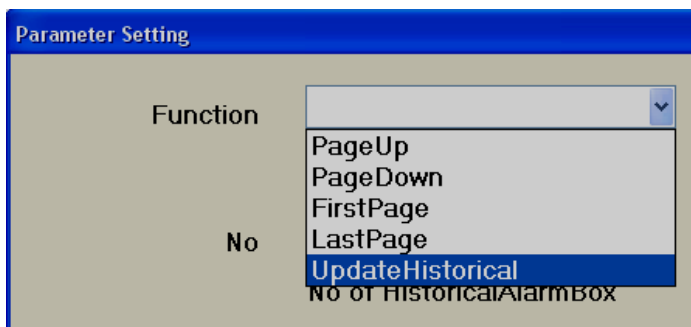 Parameter Setting
Function
PageUp
PageDown
FirstPage
LastPage
No
UpdateHistorical
No of HistoricalAlarmBox